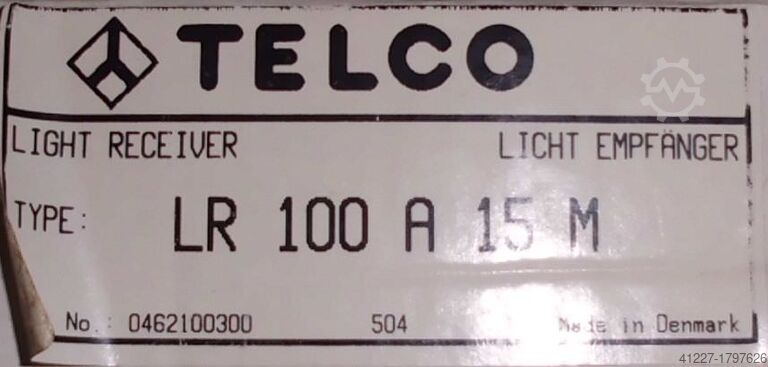 TELCO
LIGHT RECEIVER LICHT EMPFÄNGER
TYPE: LR 100 A 15 M
No.: 0462100300 504 Made in Denmark
41227-1797626